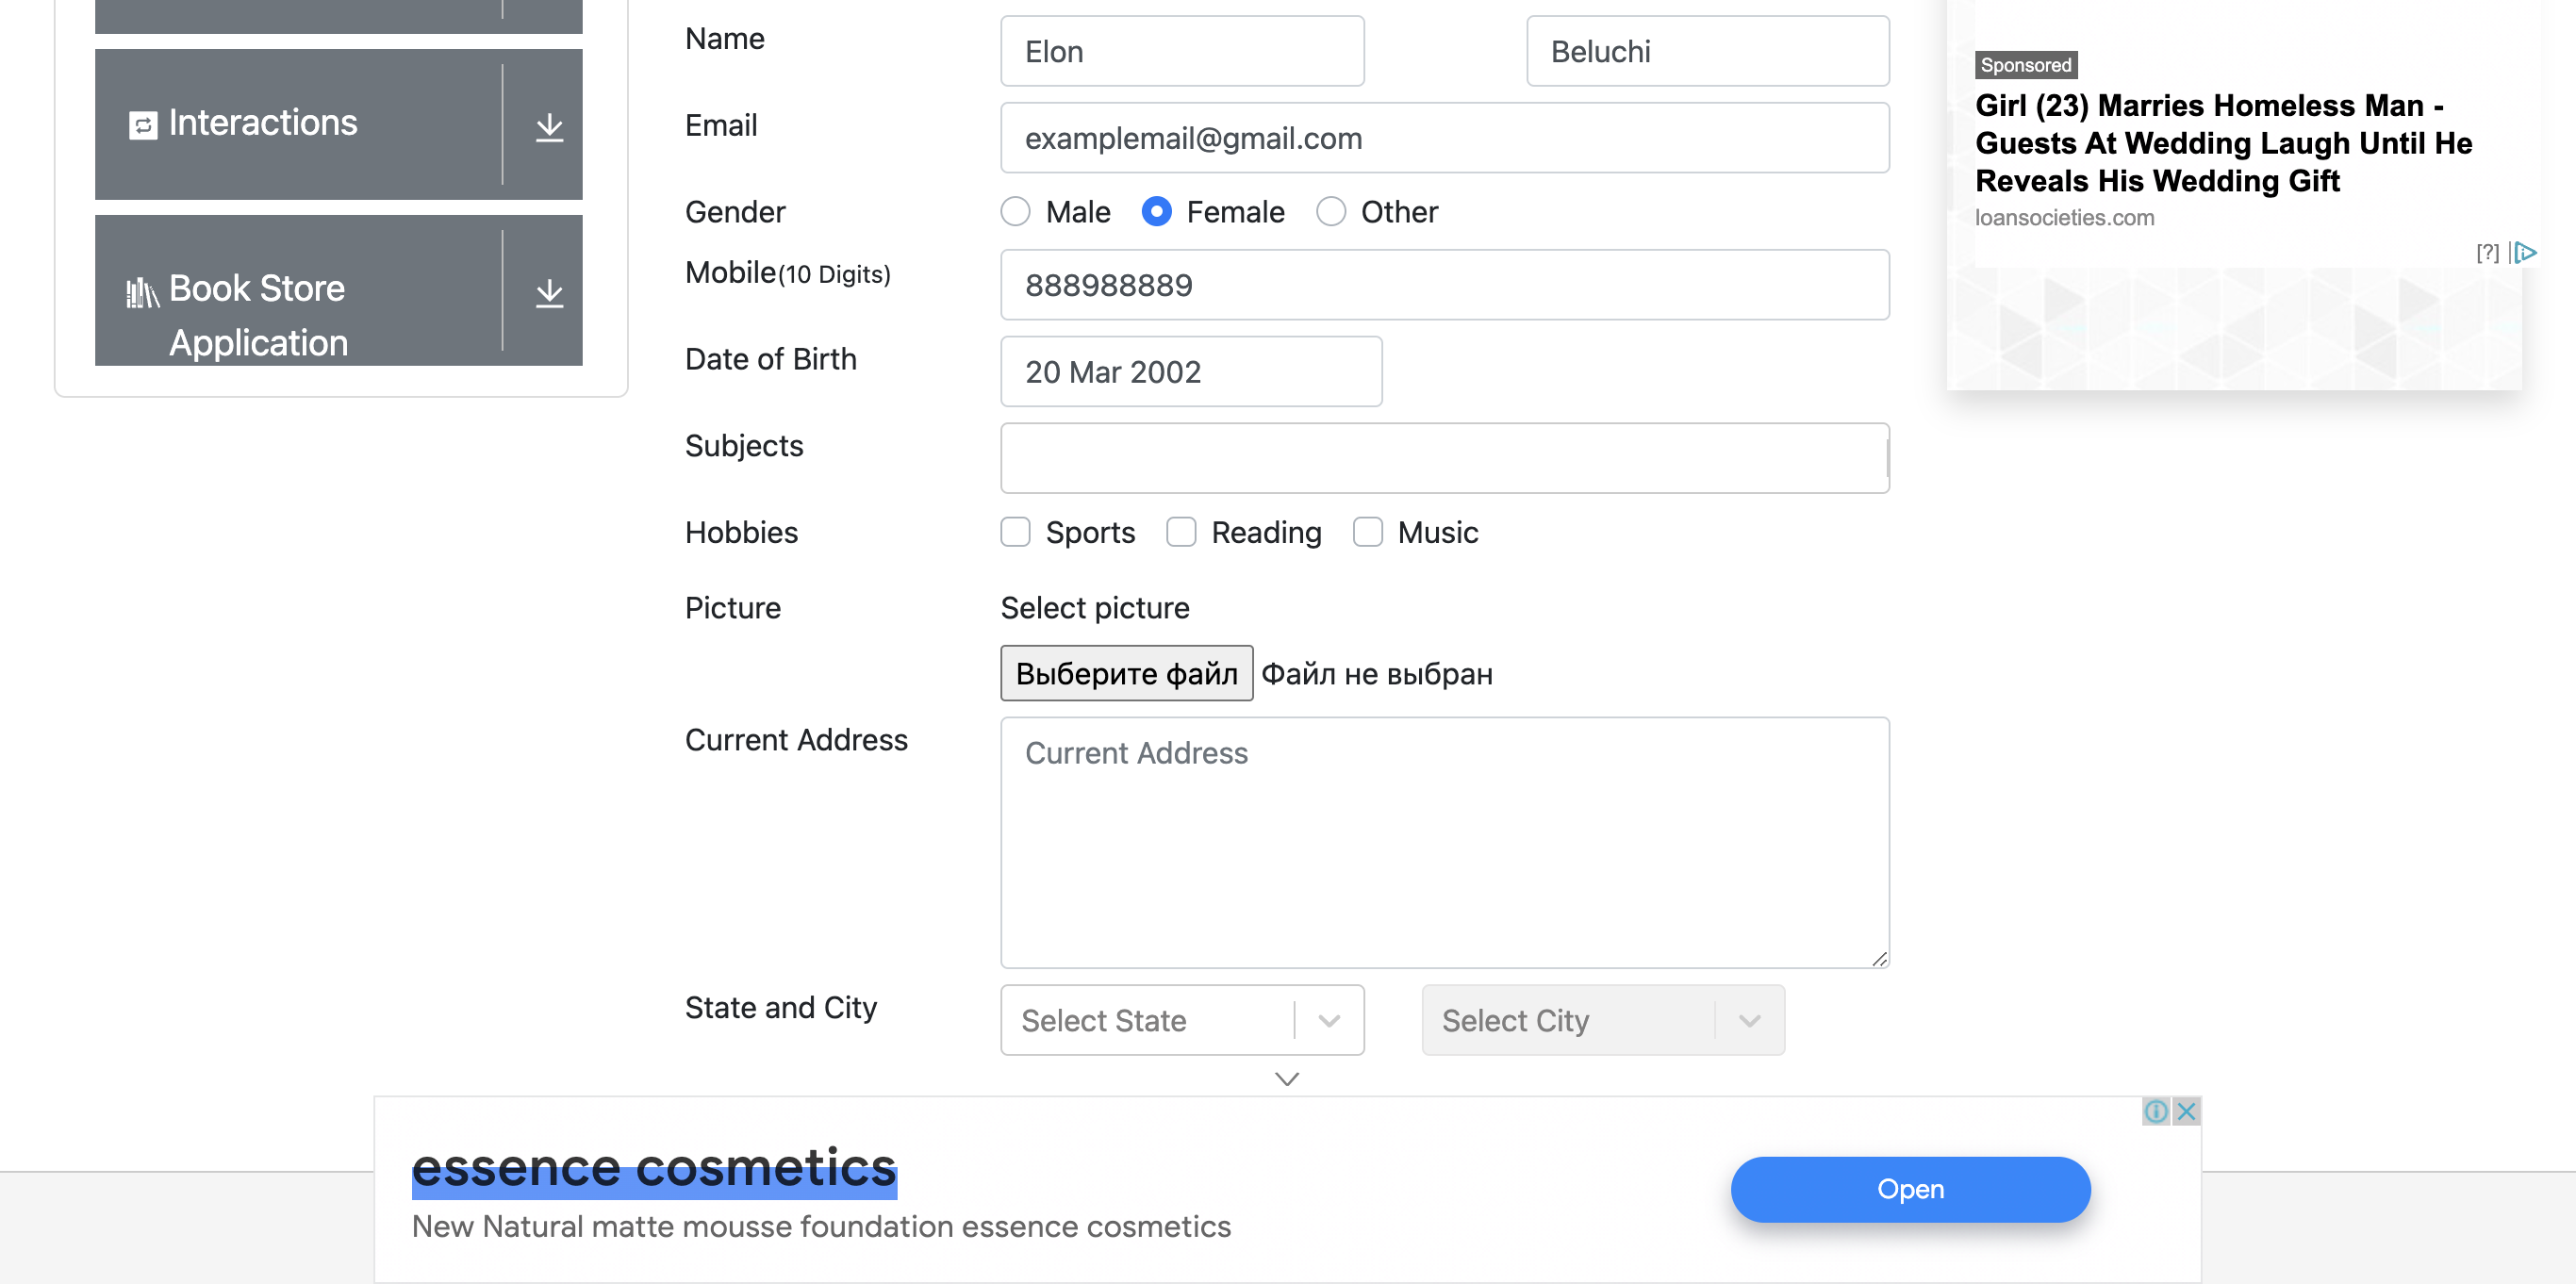 Interactions
Book Store
Application
Name
Elon
Beluchi
Email
examplemail@gmail.com
Gender
Male
Female
Other
Mobile(10 Digits)
888988889
Date of Birth
20 Mar 2002
Subjects
Hobbies
Sports
Reading
Music
Picture
Select picture
Выберите файл
Файл не выбран
Current Address
Current Address
State and City
Select State
Select City
Sponsored
Girl (23) Marries Homeless Man -
Guests At Wedding Laugh Until He
Reveals His Wedding Gift
loansocieties.com
[?]
essence cosmetics
New Natural matte mousse foundation essence cosmetics
Open